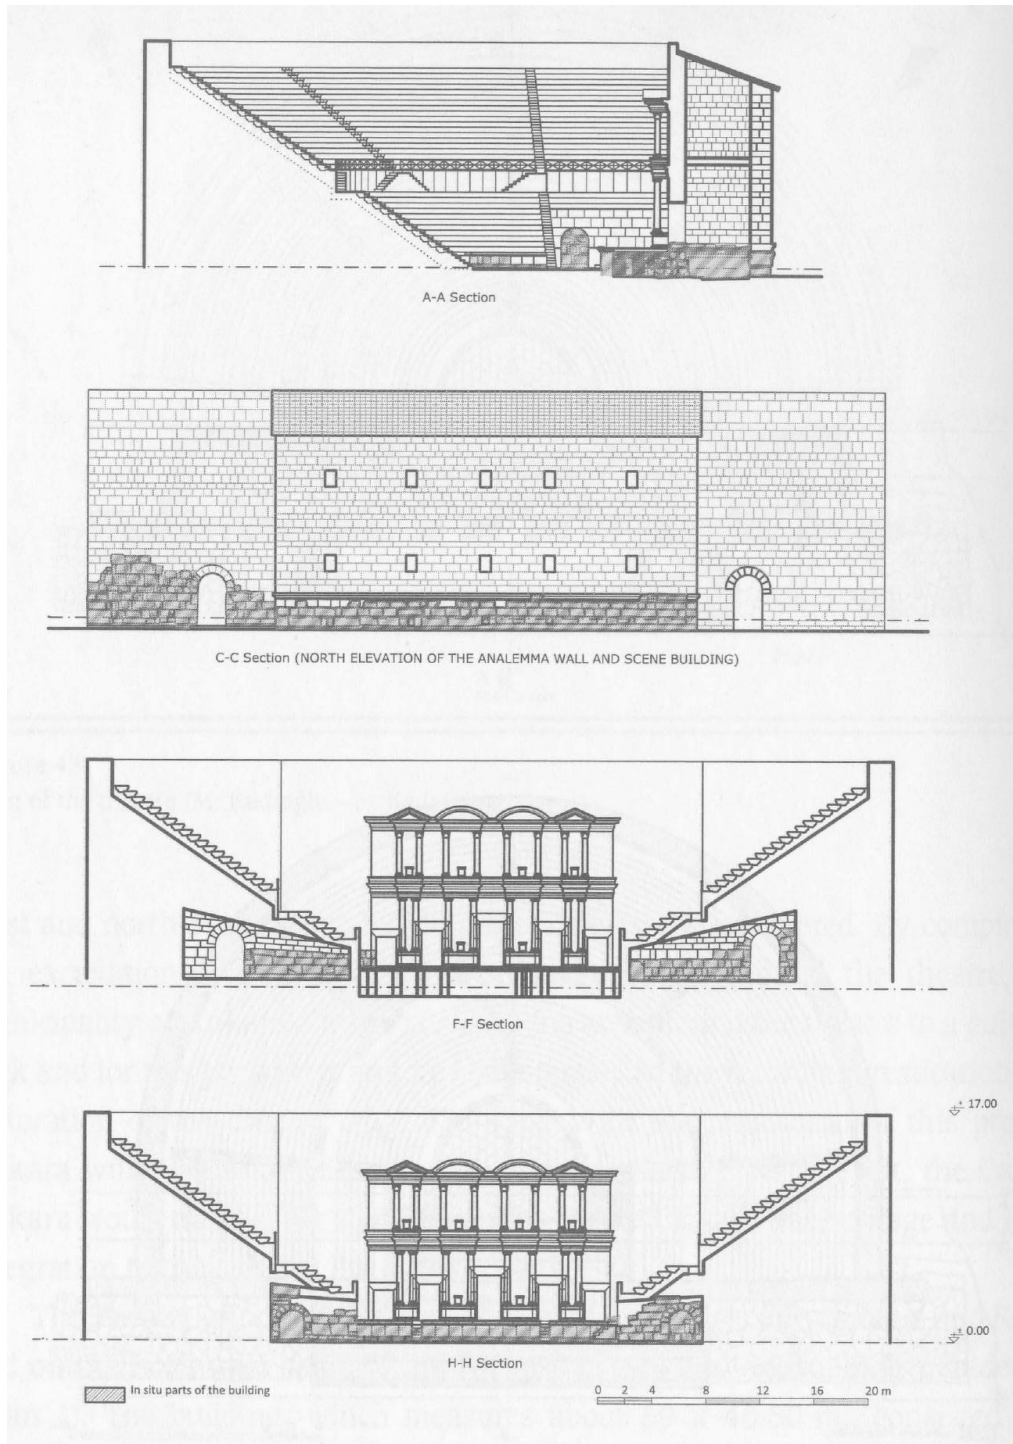 A-A Section
C-C Section (NORTH ELEVATION OF THE ANALEMMA WALL AND SCENE BUILDING)
F-F Section
± 17.00
± 0.00
H-H Section
In situ parts of the building
0 2 4 8 12 16 20 m